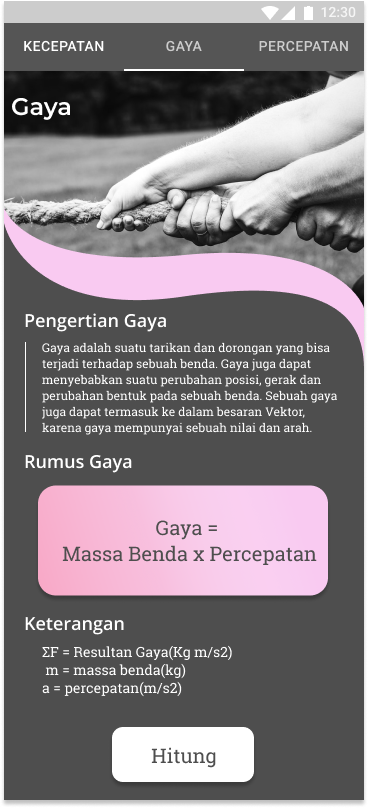 12:30
KECEPATAN GAYA PERCEPATAN
Gaya
Pengertian Gaya
Gaya adalah suatu tarikan dan dorongan yang bisa
terjadi terhadap sebuah benda. Gaya juga dapat
menyebabkan suatu perubahan posisi, gerak dan
perubahan bentuk pada sebuah benda. Sebuah gaya
juga dapat termasuk ke dalam besaran Vektor,
karena gaya mempunyai sebuah nilai dan arah.
Rumus Gaya
Gaya =
Massa Benda x Percepatan
Keterangan
ΣF = Resultan Gaya(Kg m/s2)
m = massa benda(kg)
a = percepatan(m/s2)
Hitung